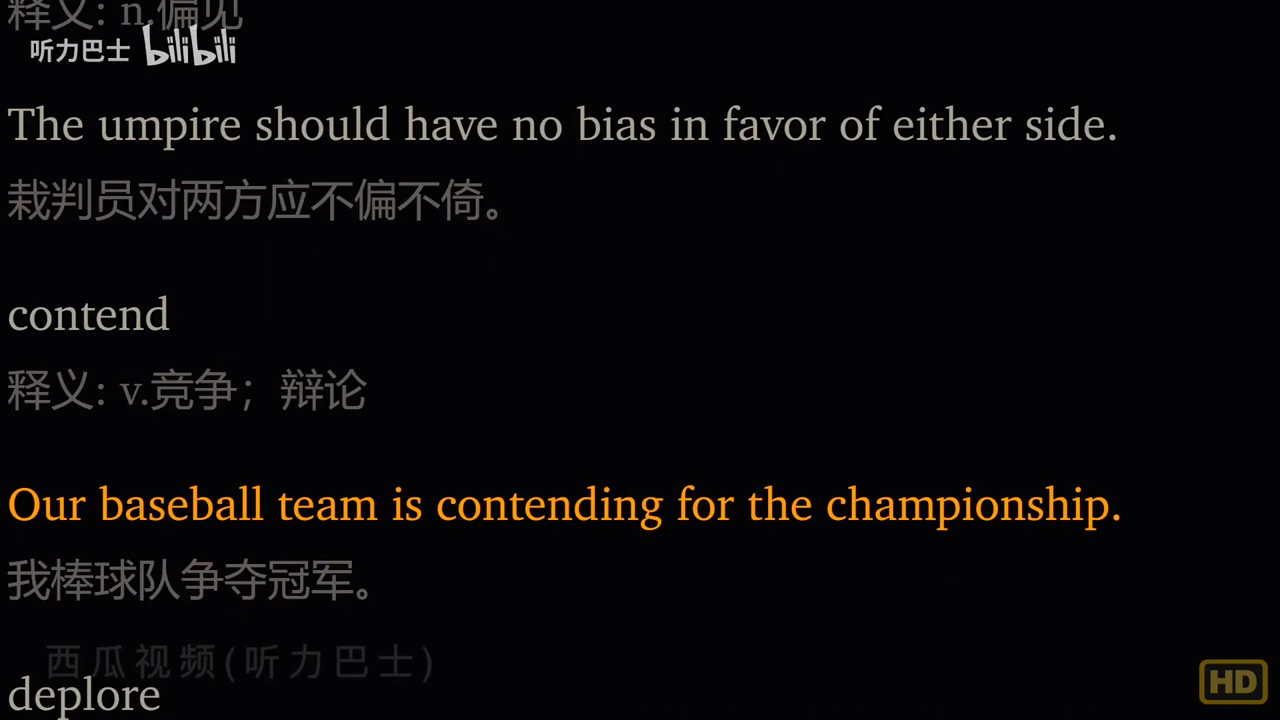 释义: n.偏见
听力巴士 bilibili
The umpire should have no bias in favor of either side.
裁判员对两方应不偏不倚。
contend
释义: v.竞争；辩论
Our baseball team is contending for the championship.
我棒球队争夺冠军。
西瓜视频(听力巴士)
deplore
HD